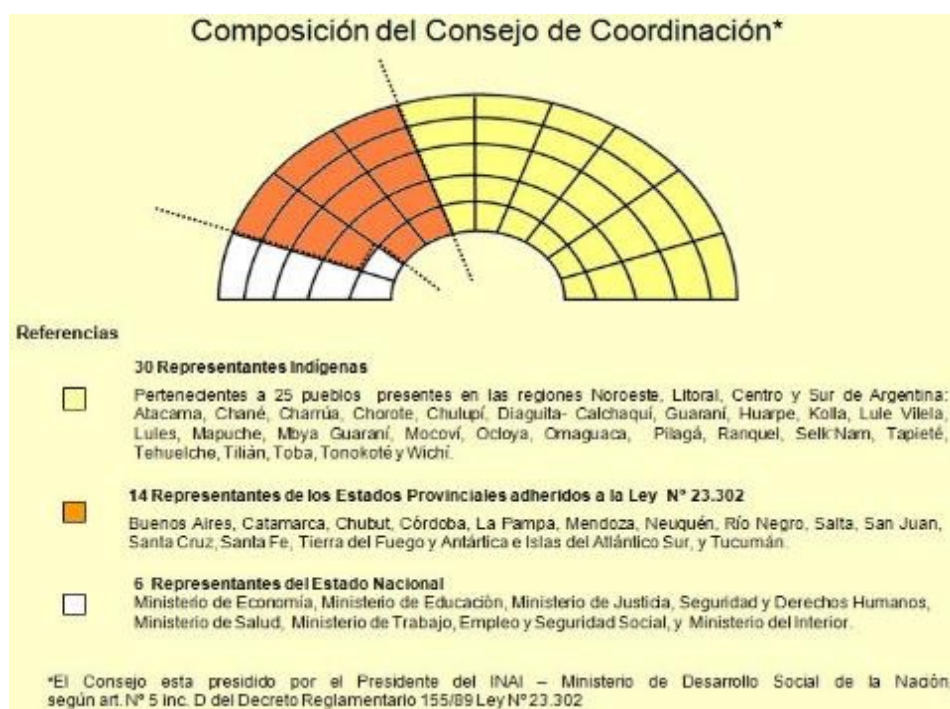 Composición del Consejo de Coordinación*
Referencias
30 Representantes Indígenas
Pertenecientes a 25 pueblos presentes en las regiones Noroeste, Litoral, Centro y Sur de Argentina:
Atacama, Chané, Charrúa, Chorote, Chulupí, Diaguita- Calchaquí, Guaraní, Huarpe, Kolla, Lule Vilela,
Lules, Mapuche, Mbya Guaraní, Mocoví, Ocloya, Omaguaca, Pilagá, Ranquel, Selk'Nam, Tapieté,
Tehuelche, Tilián, Toba, Tonokoté y Wichí.
14 Representantes de los Estados Provinciales adheridos a la Ley Nº 23.302
Buenos Aires, Catamarca, Chubut, Córdoba, La Pampa, Mendoza, Neuquén, Río Negro, Salta, San Juan,
Santa Cruz, Santa Fe, Tierra del Fuego y Antártica e Islas del Atlántico Sur, y Tucumán.
6 Representantes del Estado Nacional
Ministerio de Economía, Ministerio de Educación, Ministerio de Justicia, Seguridad y Derechos Humanos,
Ministerio de Salud, Ministerio de Trabajo, Empleo y Seguridad Social, y Ministerio del Interior.
*El Consejo esta presidido por el Presidente del INAI – Ministerio de Desarrollo Social de la Nación
según art. Nº 5 inc. D del Decreto Reglamentario 155/89 Ley Nº 23.302